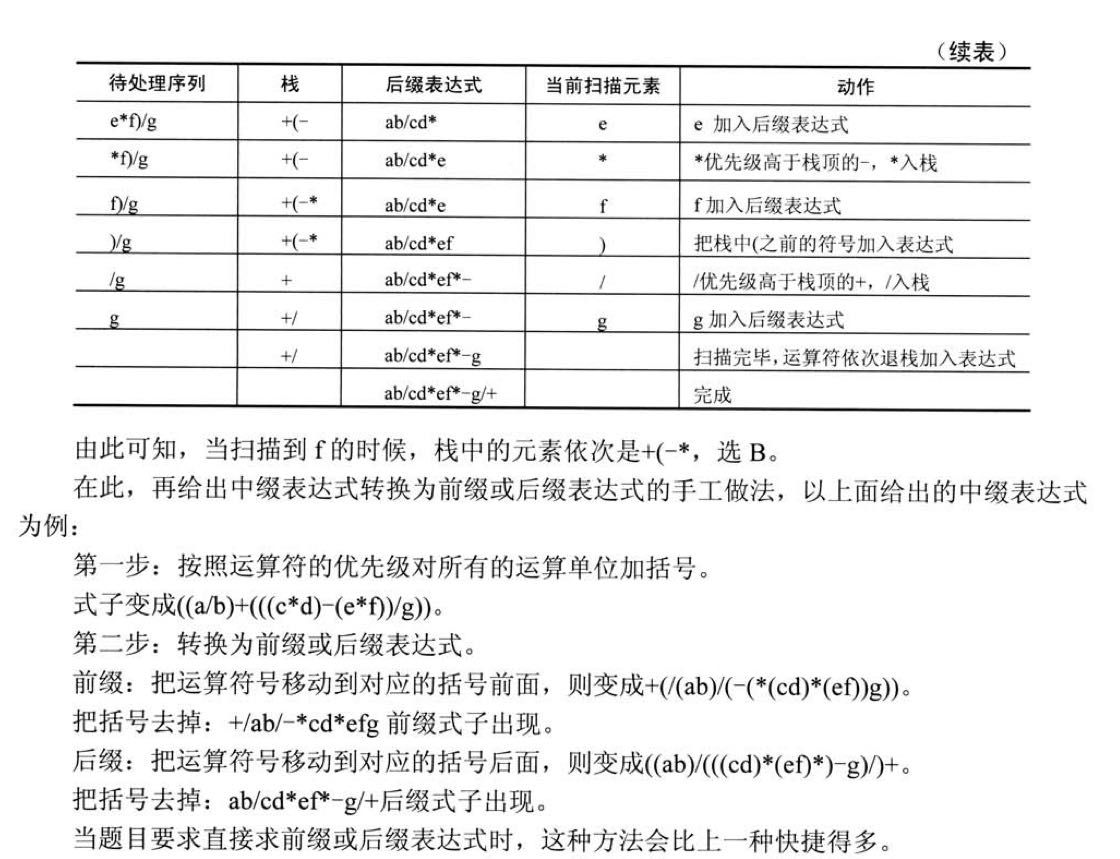 （续表）
待处理序列 栈 后缀表达式 当前扫描元素 动作
e*f)/g +(- ab/cd* e e 加入后缀表达式
*f)/g +(- ab/cd*e * *优先级高于栈顶的-，*入栈
f)/g +(-* ab/cd*e f f 加入后缀表达式
)/g +(-* ab/cd*ef ) 把栈中(之前的符号加入表达式
/g + ab/cd*ef*- / /优先级高于栈顶的+，/入栈
g +/ ab/cd*ef*- g g 加入后缀表达式
+/ ab/cd*ef*-g 扫描完毕，运算符依次退栈加入表达式
ab/cd*ef*-g/+ 完成
由此可知，当扫描到 f 的时候，栈中的元素依次是+(-*，选 B。
在此，再给出中缀表达式转换为前缀或后缀表达式的手工做法，以上面给出的中缀表达式
为例：
第一步：按照运算符的优先级对所有的运算单位加括号。
式子变成((a/b)+(((c*d)-(e*f))/g))。
第二步：转换为前缀或后缀表达式。
前缀：把运算符号移动到对应的括号前面，则变成+(/(ab)/(-(*(cd)*(ef))g))。
把括号去掉：+/ab/-*cd*efg 前缀式子出现。
后缀：把运算符号移动到对应的括号后面，则变成((ab)/(((cd)*(ef)*)-g)/)+。
把括号去掉：ab/cd*ef*-g/+后缀式子出现。
当题目要求直接求前缀或后缀表达式时，这种方法会比上一种快捷得多。